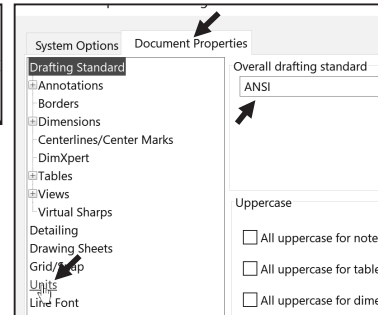 System Options Document Properties
Drafting Standard
Annotations
Borders
Dimensions
Centerlines/Center Marks
DimXpert
Tables
Views
Virtual Sharps
Detailing
Drawing Sheets
Grid/Snap
Units
Line Font
Overall drafting standard
ANSI
Uppercase
All uppercase for note
All uppercase for table
All uppercase for dime